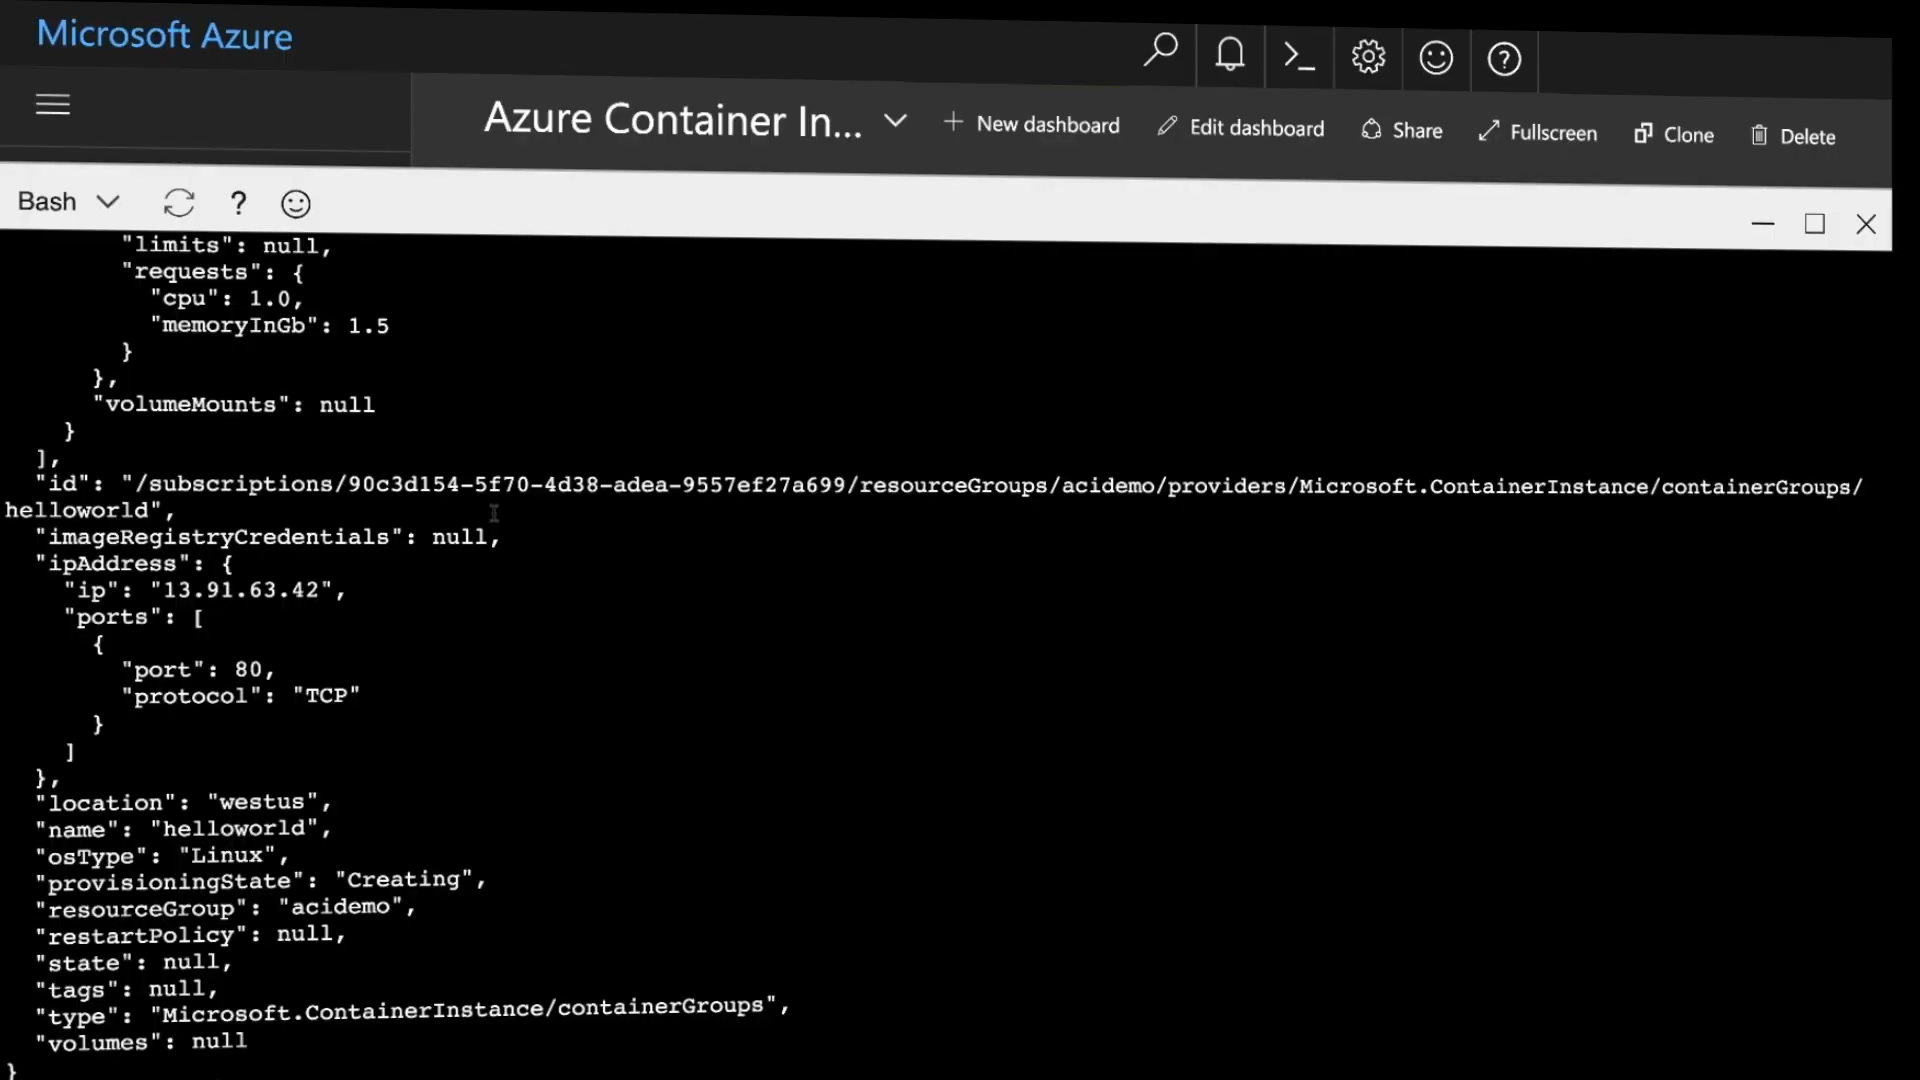 Microsoft Azure
Azure Container In...
New dashboard
Edit dashboard
Share
Fullscreen
Clone
Delete
Bash
"limits": null,
"requests": {
"cpu": 1.0,
"memoryInGb": 1.5
}
},
"volumeMounts": null
}
],
"id": "/subscriptions/90c3d154-5f70-4d38-adea-9557ef27a699/resourceGroups/acidemo/providers/Microsoft.ContainerInstance/containerGroups/
helloworld",
"imageRegistryCredentials": null,
"ipAddress": {
"ip": "13.91.63.42",
"ports": [
{
"port": 80,
"protocol": "TCP"
}
]
},
"location": "westus",
"name": "helloworld",
"osType": "Linux",
"provisioningState": "Creating",
"resourceGroup": "acidemo",
"restartPolicy": null,
"state": null,
"tags": null,
"type": "Microsoft.ContainerInstance/containerGroups",
"volumes": null
}